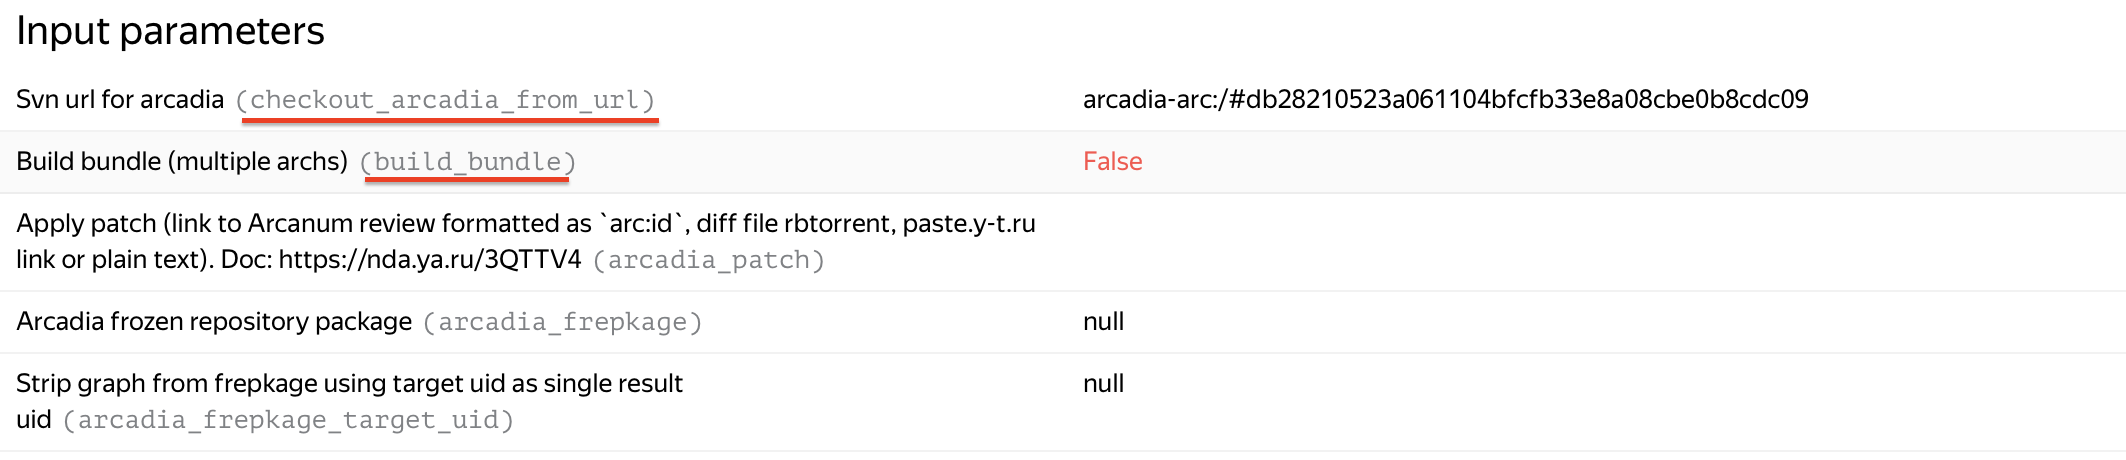 Input parameters
Svn url for arcadia (checkout_arcadia_from_url) arcadia-arc:/#db28210523a061104bfcfb33e8a08cbe0b8cdc09
Build bundle (multiple archs) (build_bundle) False
Apply patch (link to Arcanum review formatted as `arc:id`, diff file rbtorrent, paste.y-t.ru
link or plain text). Doc: https://nda.ya.ru/3QTTV4 (arcadia_patch)
Arcadia frozen repository package (arcadia_frepkage) null
Strip graph from frepkage using target uid as single result null
uid (arcadia_frepkage_target_uid)